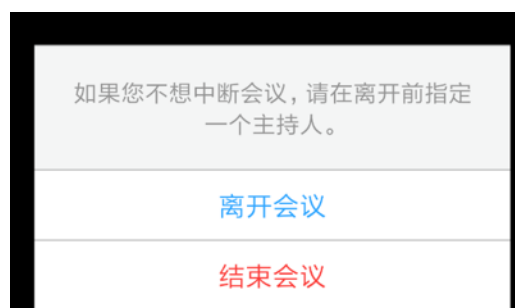 如果您不想中断会议，请在离开前指定
一个主持人。
离开会议
结束会议